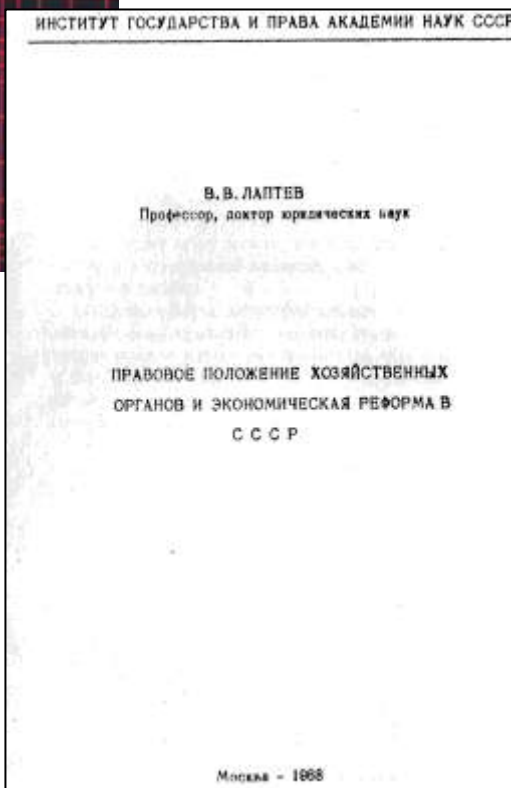 ИНСТИТУТ ГОСУДАРСТВА И ПРАВА АКАДЕМИИ НАУК СССР
В.В.ЛАПТЕВ
Профессор, доктор юридических наук
ПРАВОВОЕ ПОЛОЖЕНИЕ ХОЗЯЙСТВЕННЫХ
ОРГАНОВ И ЭКОНОМИЧЕСКАЯ РЕФОРМА В
С С С Р
Москва - 1968